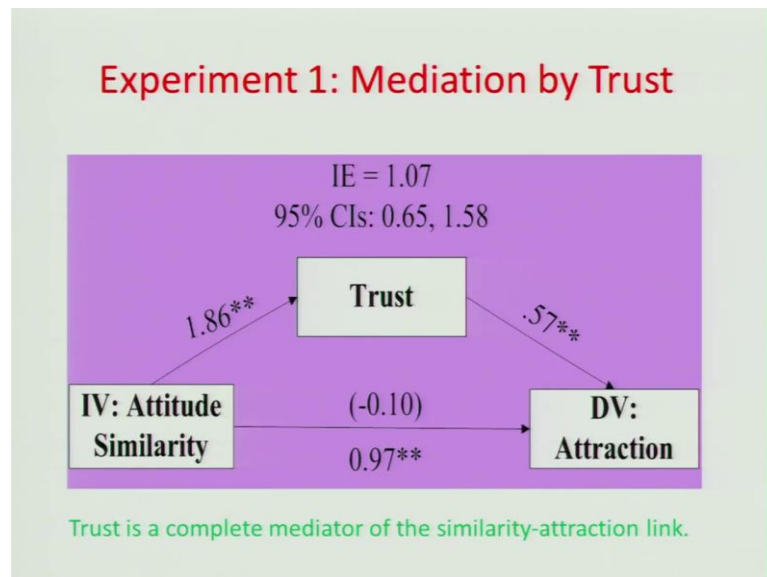 Experiment 1: Mediation by Trust
IE = 1.07
95% CIs: 0.65, 1.58
Trust
1.86**
.57**
IV: Attitude
Similarity
(-0.10)
0.97**
DV:
Attraction
Trust is a complete mediator of the similarity-attraction link.